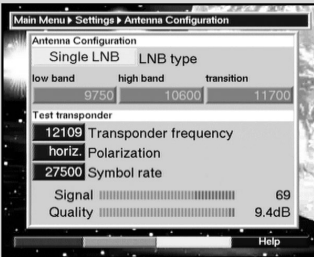 Main Menu ▸ Settings ▸ Antenna Configuration
Antenna Configuration
Single LNB LNB type
low band high band transition
9750 10600 11700
Test transponder
12109 Transponder frequency
horiz. Polarization
27500 Symbol rate
Signal 69
Quality 9.4dB
Help